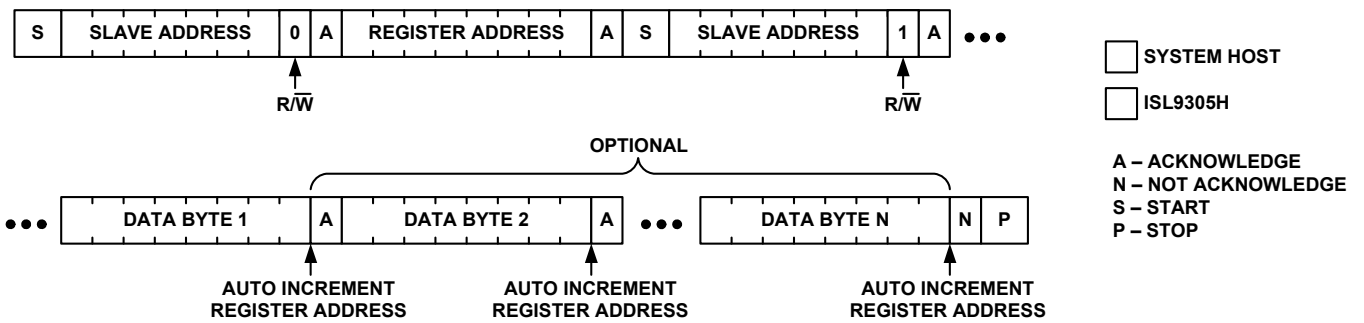 S SLAVE ADDRESS 0 A REGISTER ADDRESS A S SLAVE ADDRESS 1 A •••
R/W̅ R/W̅
SYSTEM HOST
ISL9305H
OPTIONAL
A – ACKNOWLEDGE
N – NOT ACKNOWLEDGE
S – START
P – STOP
••• DATA BYTE 1 A DATA BYTE 2 A ••• DATA BYTE N N P
AUTO INCREMENT AUTO INCREMENT AUTO INCREMENT
REGISTER ADDRESS REGISTER ADDRESS REGISTER ADDRESS